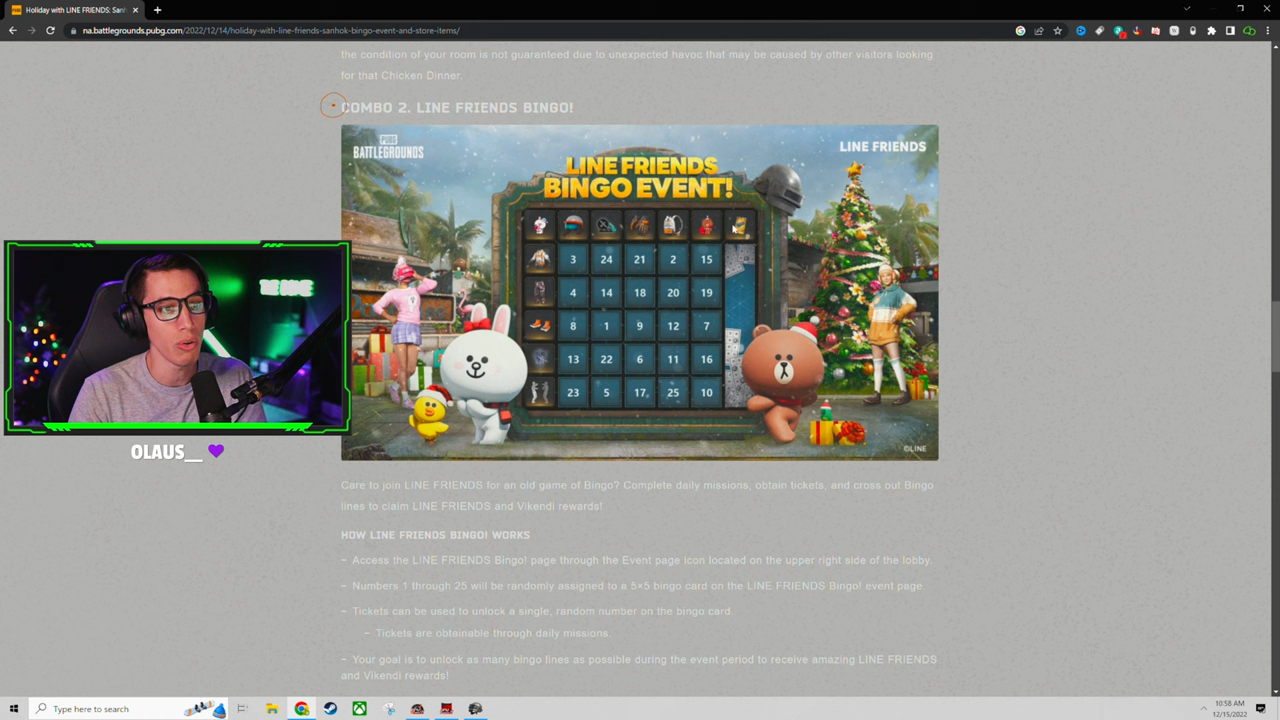 Holiday with LINE FRIENDS: San
na.battlegrounds.pubg.com/2022/12/14/holiday-with-line-friends-sanhok-bingo-event-and-store-items/
the condition of your room is not guaranteed due to unexpected havoc that may be caused by other visitors looking
for that Chicken Dinner.
COMBO 2. LINE FRIENDS BINGO!
PUBG
BATTLEGROUNDS
LINE FRIENDS
LINE FRIENDS
BINGO EVENT!
3 24 21 2 15
4 14 18 20 19
8 1 9 12 7
13 22 6 11 16
23 5 17 25 10
©LINE
OLAUS__
Care to join LINE FRIENDS for an old game of Bingo? Complete daily missions, obtain tickets, and cross out Bingo
lines to claim LINE FRIENDS and Vikendi rewards!
HOW LINE FRIENDS BINGO! WORKS
– Access the LINE FRIENDS Bingo! page through the Event page icon located on the upper right side of the lobby.
– Numbers 1 through 25 will be randomly assigned to a 5×5 bingo card on the LINE FRIENDS Bingo! event page.
– Tickets can be used to unlock a single, random number on the bingo card.
– Tickets are obtainable through daily missions.
– Your goal is to unlock as many bingo lines as possible during the event period to receive amazing LINE FRIENDS
and Vikendi rewards!
Type here to search
10:58 AM
12/15/2022